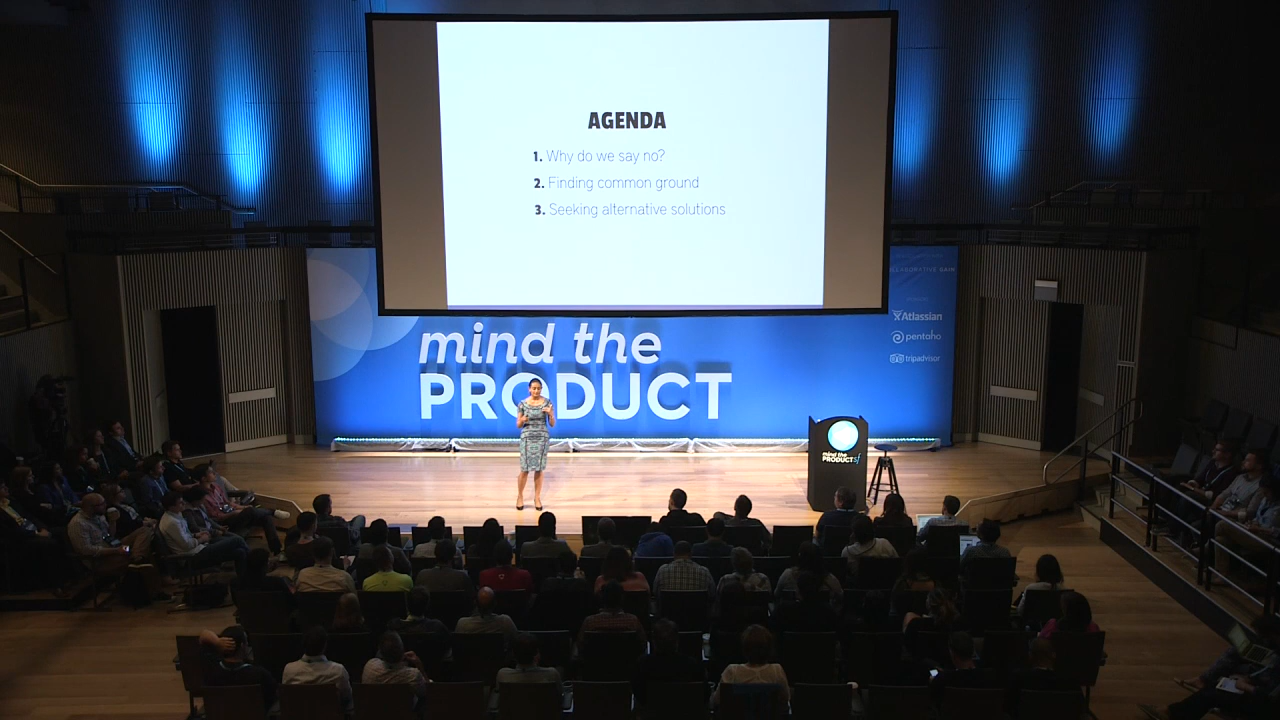 AGENDA
1. Why do we say no?
2. Finding common ground
3. Seeking alternative solutions
mind the
PRODUCT
Atlassian
pentaho
tripadvisor
mind the
PRODUCTsf